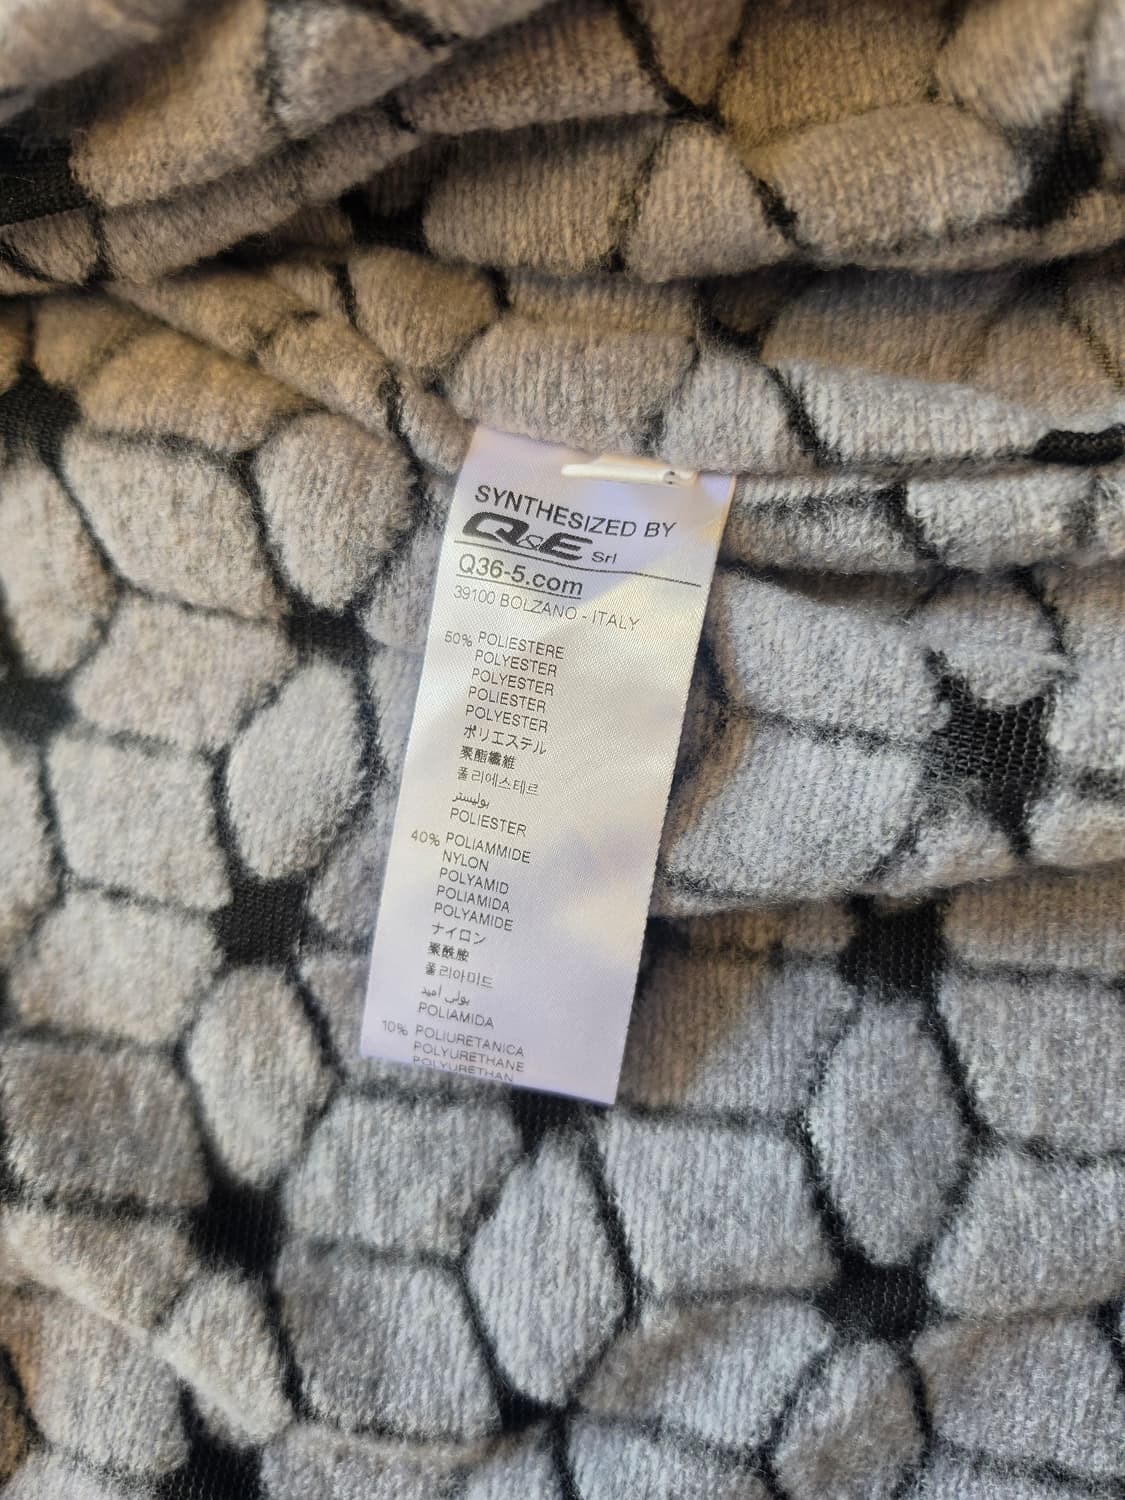 SYNTHESIZED BY
Q&E Srl
Q36-5.com
39100 BOLZANO - ITALY
50% POLIESTERE
POLYESTER
POLYESTER
POLIESTER
POLYESTER
ポリエステル
聚酯纖維
폴리에스테르
بوليستر
POLIESTER
40% POLIAMMIDE
NYLON
POLYAMID
POLIAMIDA
POLYAMIDE
ナイロン
聚酰胺
폴리아미드
بولي أميد
POLIAMIDA
10% POLIURETANICA
POLYURETHANE
POLYURETHAN